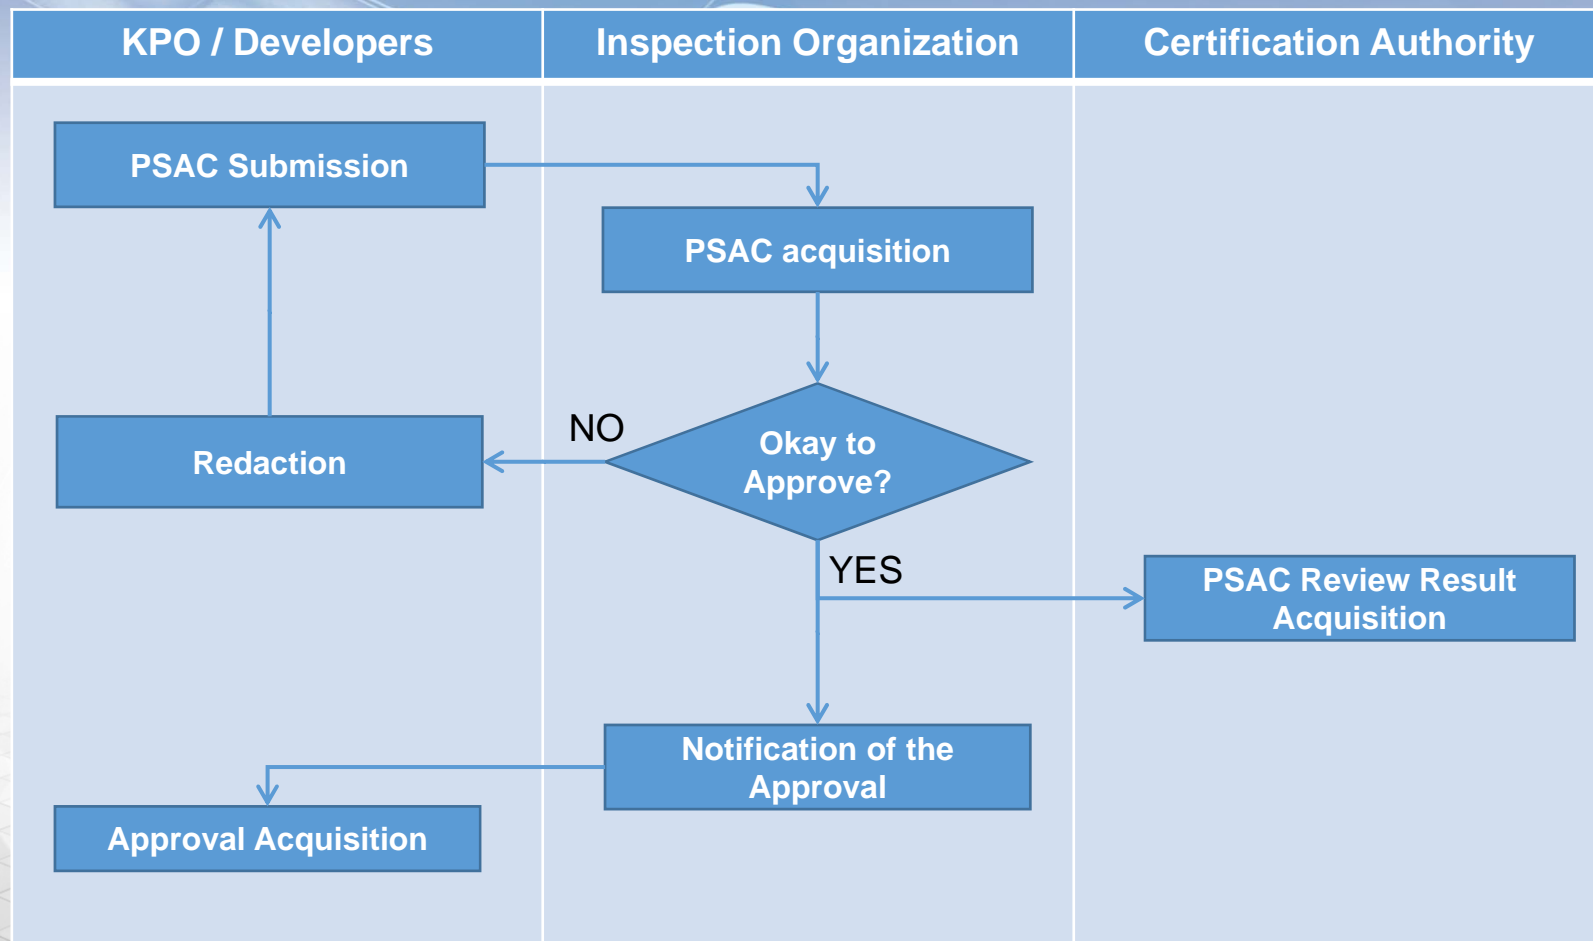 KPO / Developers
Inspection Organization
Certification Authority
PSAC Submission
PSAC acquisition
NO
Okay to
Approve?
Redaction
YES
PSAC Review Result
Acquisition
Notification of the
Approval
Approval Acquisition